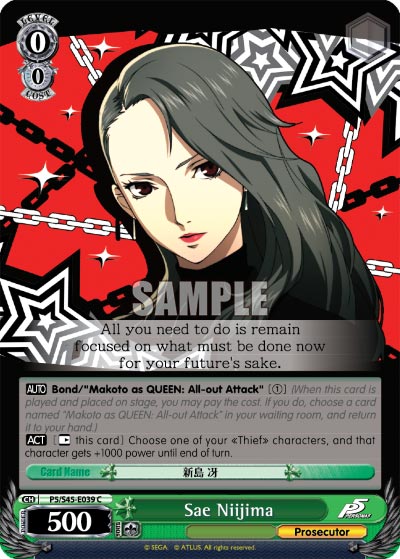 LEVEL
0
0
COST
SAMPLE
All you need to do is remain
focused on what must be done now
for your future's sake.
AUTO Bond/"Makoto as QUEEN: All-out Attack" [①] (When this card is
played and placed on stage, you may pay the cost. If you do, choose a card
named "Makoto as QUEEN: All-out Attack" in your waiting room, and return
it to your hand.)
ACT [ this card] Choose one of your «Thief» characters, and that
character gets +1000 power until end of turn.
Card Name 新島 冴
CH P5/S45-E039 C
Sae Niijima
P5
PERSONA5
POWER
500
SOUL
Prosecutor
© SEGA. © ATLUS. All rights reserved.